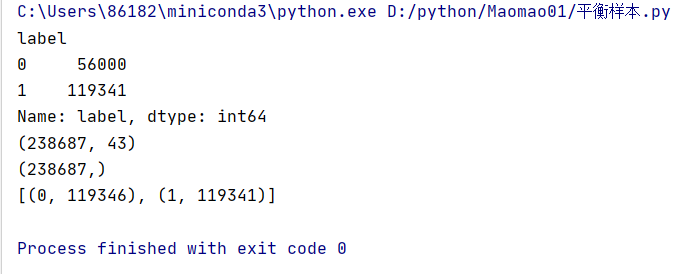 C:\Users\86182\miniconda3\python.exe D:/python/Maomao01/平衡样本.py
label
0     56000
1    119341
Name: label, dtype: int64
(238687, 43)
(238687,)
[(0, 119346), (1, 119341)]
Process finished with exit code 0